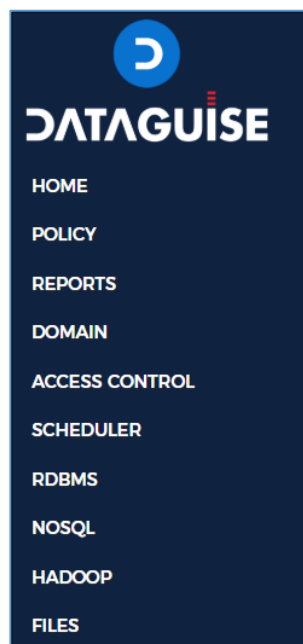 DATAGUISE
HOME
POLICY
REPORTS
DOMAIN
ACCESS CONTROL
SCHEDULER
RDBMS
NOSQL
HADOOP
FILES